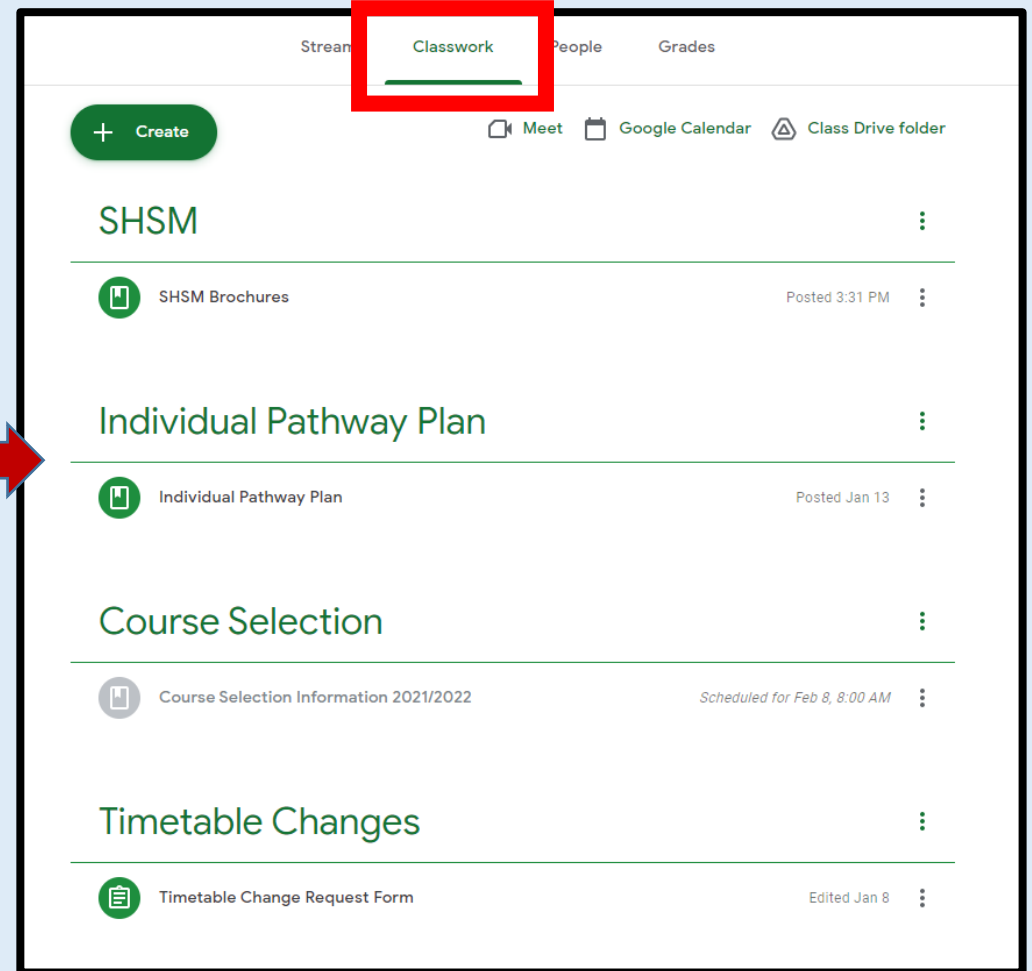 Stream Classwork People Grades
+ Create Meet Google Calendar Class Drive folder
SHSM
SHSM Brochures Posted 3:31 PM
Individual Pathway Plan
Individual Pathway Plan Posted Jan 13
Course Selection
Course Selection Information 2021/2022 Scheduled for Feb 8, 8:00 AM
Timetable Changes
Timetable Change Request Form Edited Jan 8